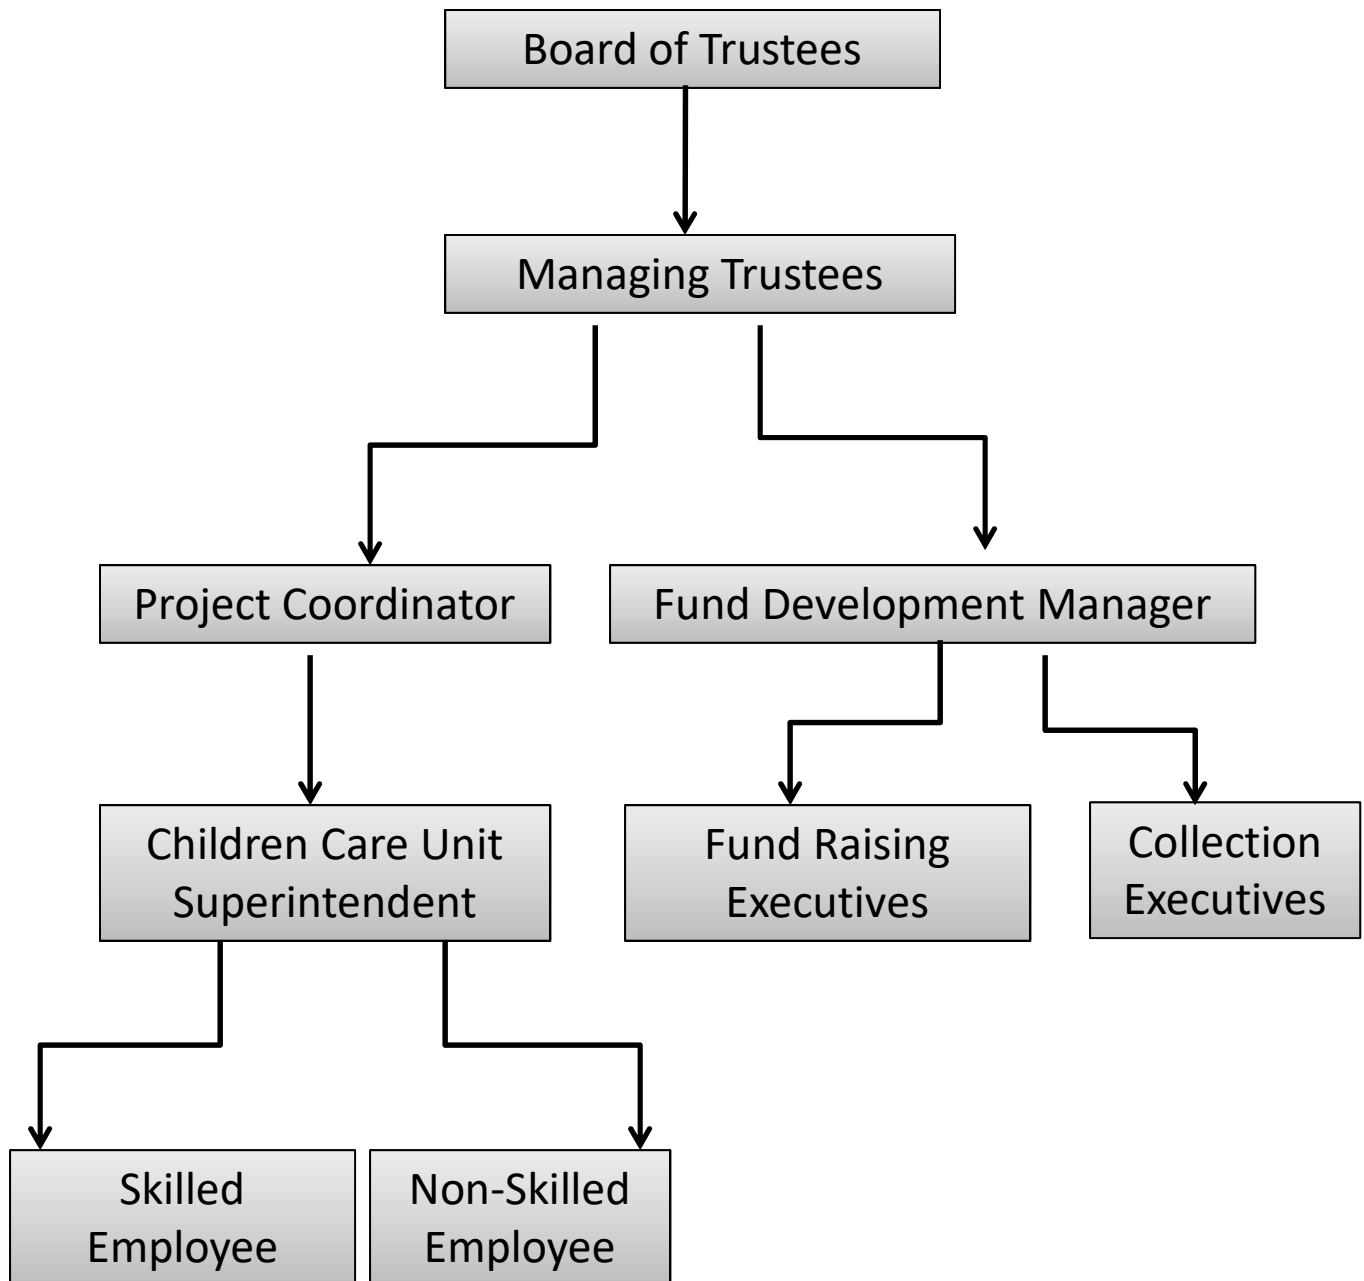 Board of Trustees
Managing Trustees
Project Coordinator
Fund Development Manager
Children Care Unit
Superintendent
Fund Raising
Executives
Collection
Executives
Skilled
Employee
Non-Skilled
Employee